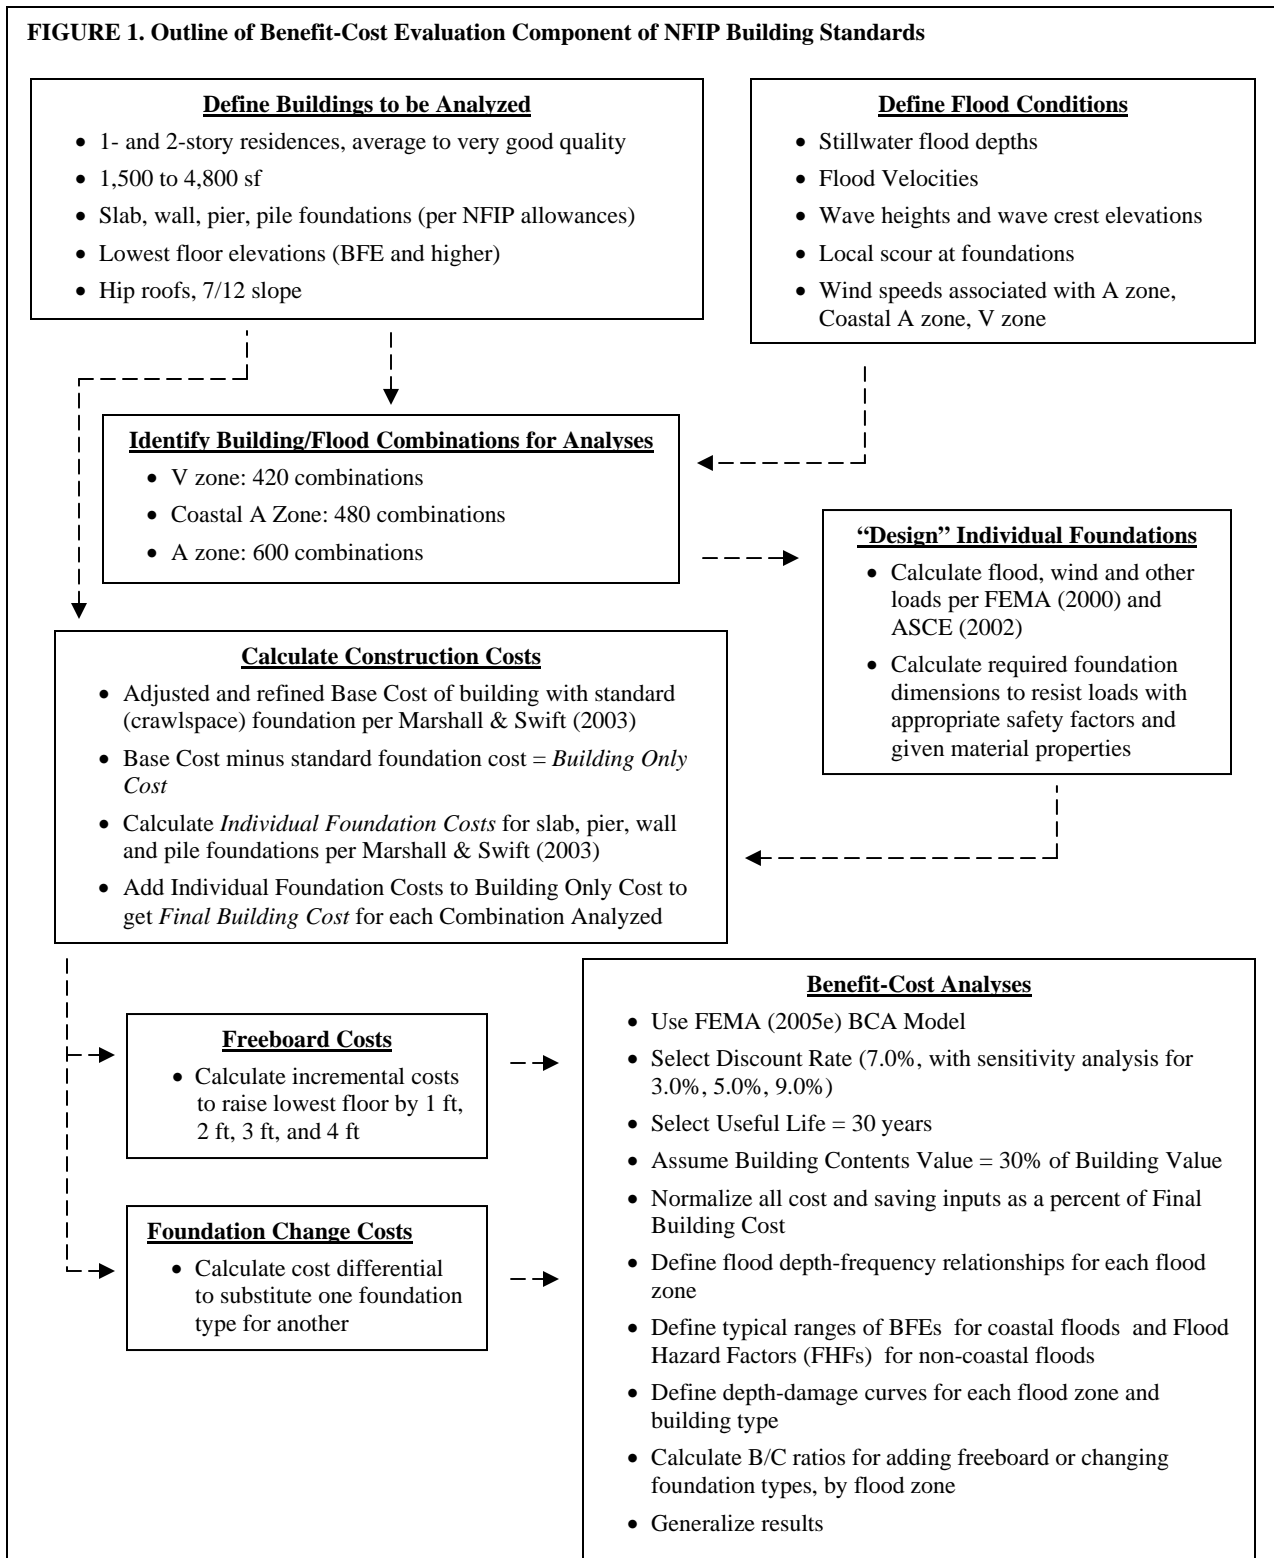 FIGURE 1. Outline of Benefit-Cost Evaluation Component of NFIP Building Standards
Define Buildings to be Analyzed
• 1- and 2-story residences, average to very good quality
• 1,500 to 4,800 sf
• Slab, wall, pier, pile foundations (per NFIP allowances)
• Lowest floor elevations (BFE and higher)
• Hip roofs, 7/12 slope
Define Flood Conditions
• Stillwater flood depths
• Flood Velocities
• Wave heights and wave crest elevations
• Local scour at foundations
• Wind speeds associated with A zone,
Coastal A zone, V zone
Identify Building/Flood Combinations for Analyses
• V zone: 420 combinations
• Coastal A Zone: 480 combinations
• A zone: 600 combinations
“Design” Individual Foundations
• Calculate flood, wind and other
loads per FEMA (2000) and
ASCE (2002)
• Calculate required foundation
dimensions to resist loads with
appropriate safety factors and
given material properties
Calculate Construction Costs
• Adjusted and refined Base Cost of building with standard
(crawlspace) foundation per Marshall & Swift (2003)
• Base Cost minus standard foundation cost = Building Only
Cost
• Calculate Individual Foundation Costs for slab, pier, wall
and pile foundations per Marshall & Swift (2003)
• Add Individual Foundation Costs to Building Only Cost to
get Final Building Cost for each Combination Analyzed
Freeboard Costs
• Calculate incremental costs
to raise lowest floor by 1 ft,
2 ft, 3 ft, and 4 ft
Foundation Change Costs
• Calculate cost differential
to substitute one foundation
type for another
Benefit-Cost Analyses
• Use FEMA (2005e) BCA Model
• Select Discount Rate (7.0%, with sensitivity analysis for
3.0%, 5.0%, 9.0%)
• Select Useful Life = 30 years
• Assume Building Contents Value = 30% of Building Value
• Normalize all cost and saving inputs as a percent of Final
Building Cost
• Define flood depth-frequency relationships for each flood
zone
• Define typical ranges of BFEs for coastal floods and Flood
Hazard Factors (FHFs) for non-coastal floods
• Define depth-damage curves for each flood zone and
building type
• Calculate B/C ratios for adding freeboard or changing
foundation types, by flood zone
• Generalize results